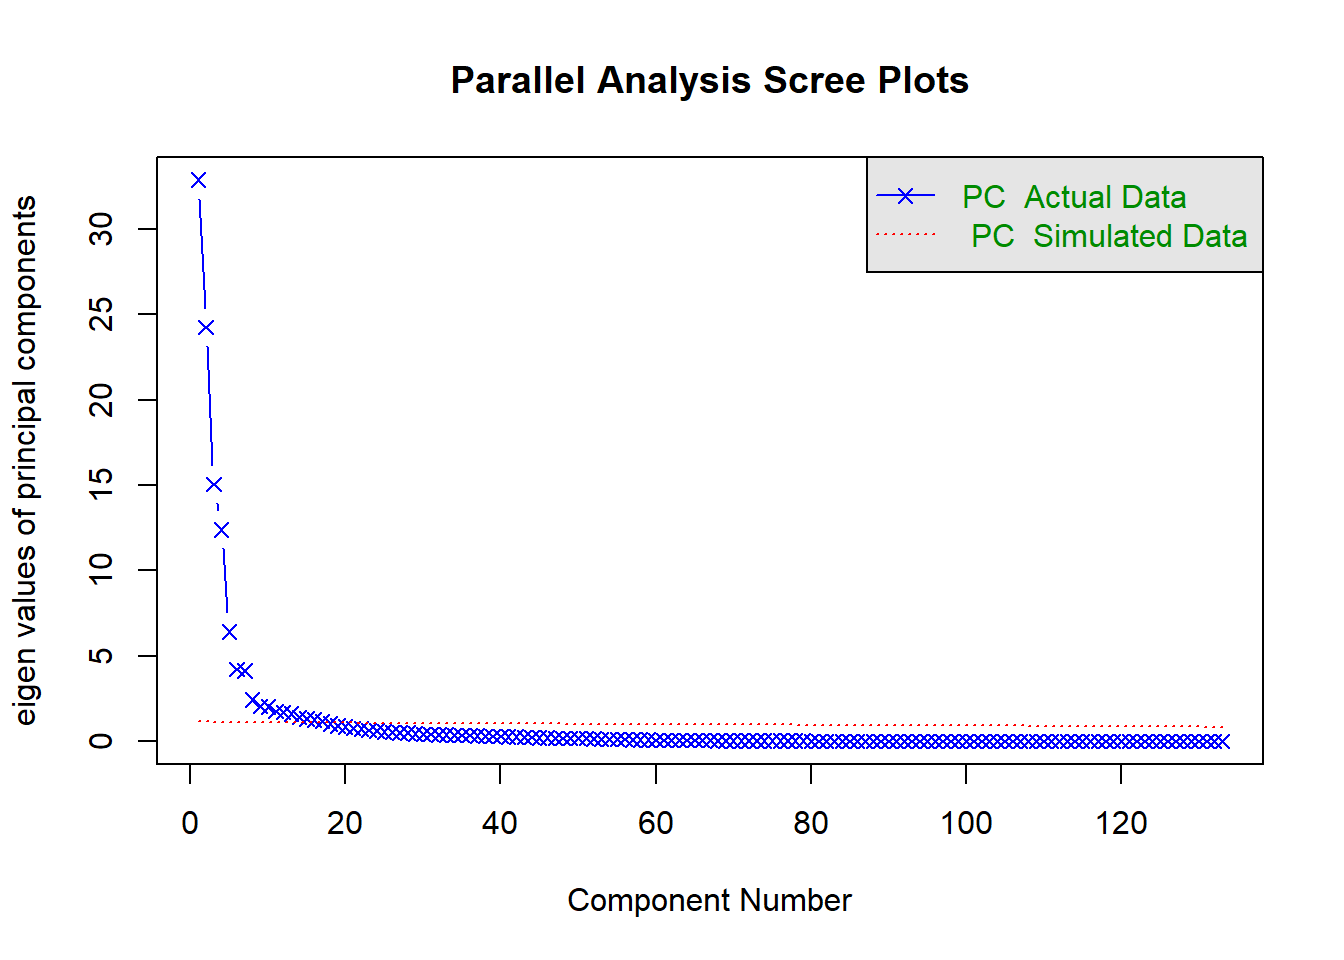 Parallel Analysis Scree Plots
PC  Actual Data
PC  Simulated Data
eigen values of principal components
30
25
20
15
10
5
0
0 20 40 60 80 100 120
Component Number